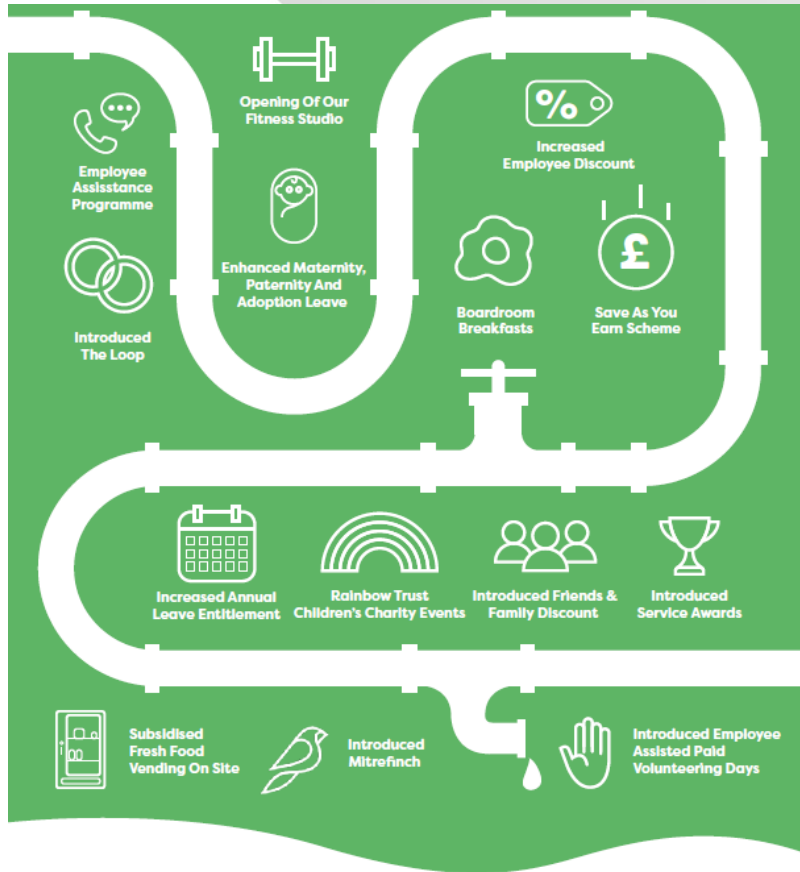 Opening Of Our
Fitness Studio
%
Increased
Employee Discount
Employee
Assisstance
Programme
Enhanced Maternity,
Paternity And
Adoption Leave
£
Boardroom
Breakfasts
Save As You
Earn Scheme
Introduced
The Loop
Increased Annual
Leave Entitlement
Rainbow Trust
Children's Charity Events
Introduced Friends &
Family Discount
Introduced
Service Awards
Subsidised
Fresh Food
Vending On Site
Introduced
Mitrefinch
Introduced Employee
Assisted Paid
Volunteering Days